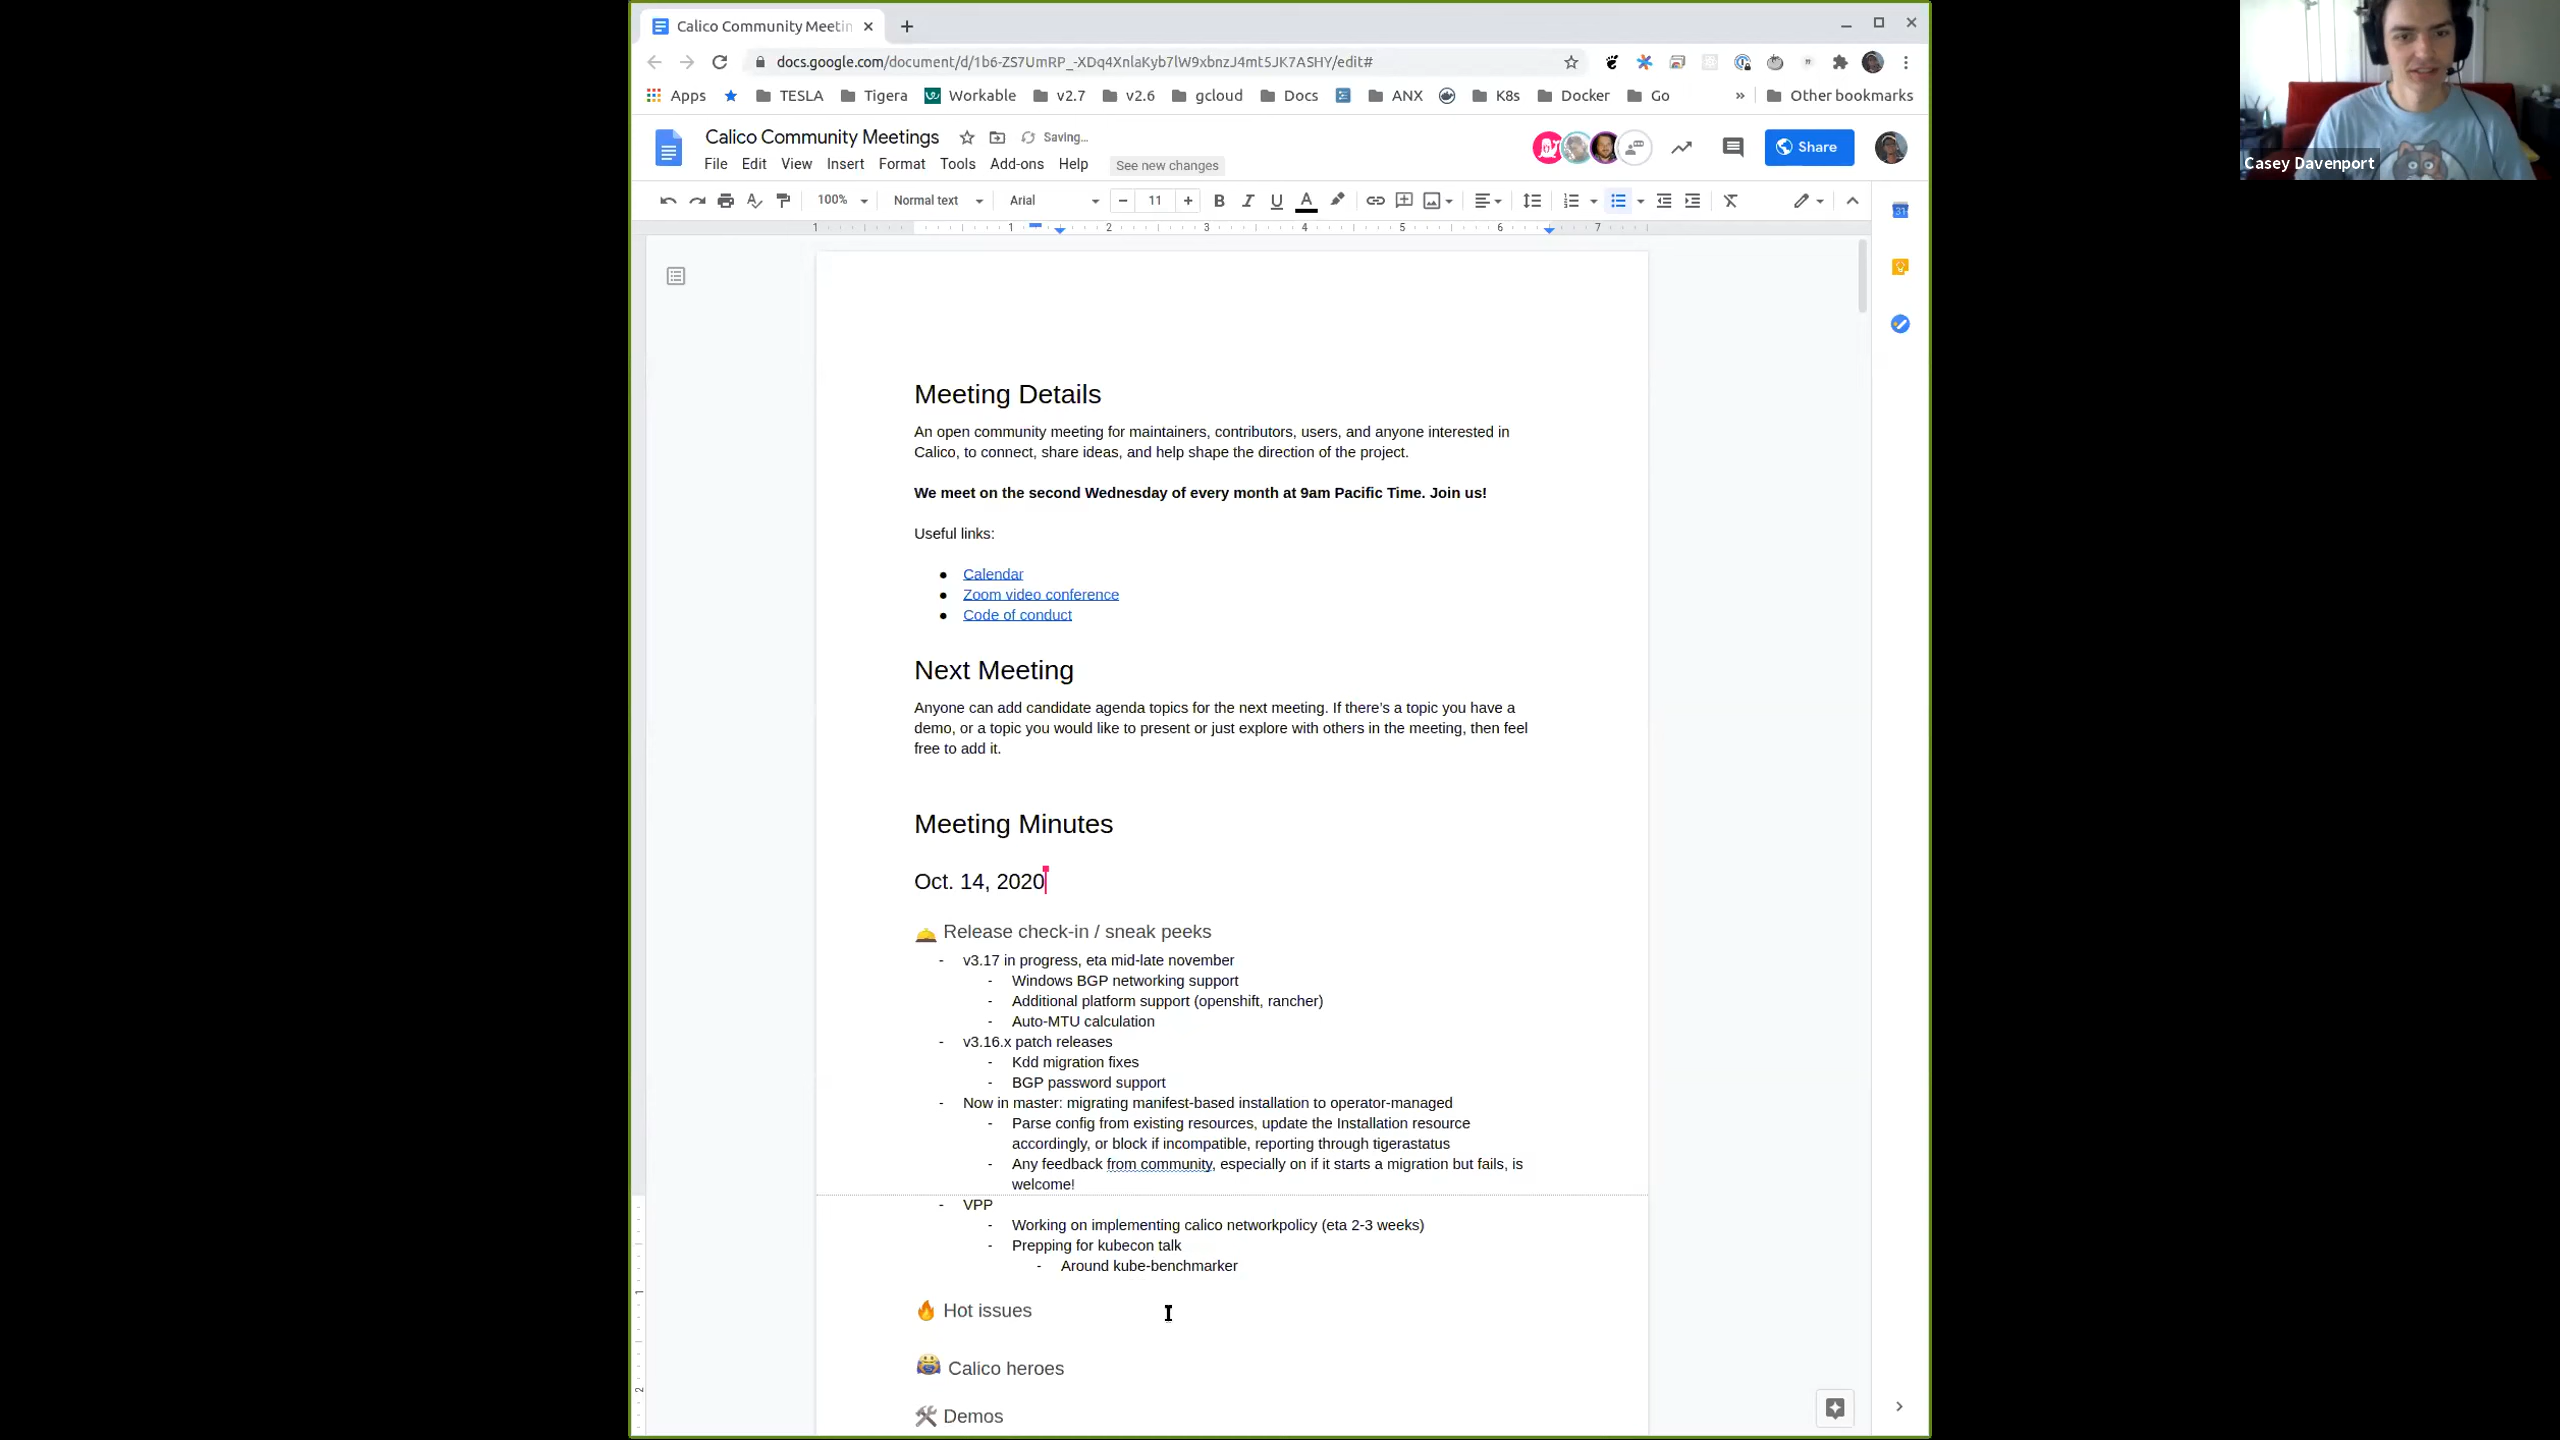 Calico Community Meetin
docs.google.com/document/d/1b6-ZS7UmRP_-XDq4XnlaKyb7lW9xbnzJ4mt5JK7ASHY/edit#
Apps TESLA Tigera Workable v2.7 v2.6 gcloud Docs ANX K8s Docker Go » Other bookmarks
Calico Community Meetings Saving…
Share
File Edit View Insert Format Tools Add-ons Help See new changes
100% Normal text Arial 11
1 1 2 3 4 5 6 7
Casey Davenport
Meeting Details
An open community meeting for maintainers, contributors, users, and anyone interested in
Calico, to connect, share ideas, and help shape the direction of the project.
We meet on the second Wednesday of every month at 9am Pacific Time. Join us!
Useful links:
● Calendar
● Zoom video conference
● Code of conduct
Next Meeting
Anyone can add candidate agenda topics for the next meeting. If there's a topic you have a
demo, or a topic you would like to present or just explore with others in the meeting, then feel
free to add it.
Meeting Minutes
Oct. 14, 2020
Release check-in / sneak peeks
- v3.17 in progress, eta mid-late november
- Windows BGP networking support
- Additional platform support (openshift, rancher)
- Auto-MTU calculation
- v3.16.x patch releases
- Kdd migration fixes
- BGP password support
- Now in master: migrating manifest-based installation to operator-managed
- Parse config from existing resources, update the Installation resource
accordingly, or block if incompatible, reporting through tigerastatus
- Any feedback from community, especially on if it starts a migration but fails, is
welcome!
- VPP
- Working on implementing calico networkpolicy (eta 2-3 weeks)
- Prepping for kubecon talk
- Around kube-benchmarker
🔥 Hot issues
Calico heroes
🛠 Demos